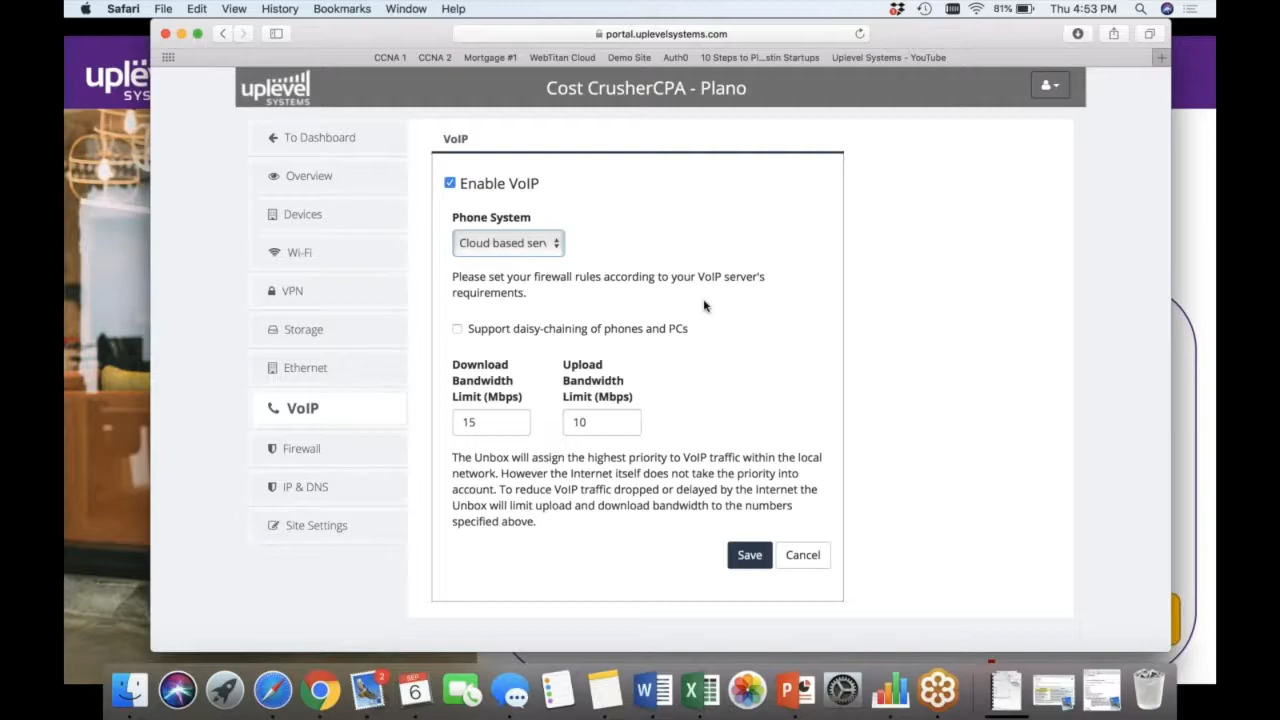 Safari File Edit View History Bookmarks Window Help
81% Thu 4:53 PM
portal.uplevelsystems.com
CCNA 1 CCNA 2 Mortgage #1 WebTitan Cloud Demo Site Auth0 10 Steps to Pl...stin Startups Uplevel Systems - YouTube
uplevel
SYSTEMS
Cost CrusherCPA - Plano
uplë
SYS
To Dashboard
Overview
Devices
Wi-Fi
VPN
Storage
Ethernet
VoIP
Firewall
IP & DNS
Site Settings
VoIP
Enable VoIP
Phone System
Cloud based serv
Please set your firewall rules according to your VoIP server's
requirements.
Support daisy-chaining of phones and PCs
Download
Bandwidth
Limit (Mbps)
Upload
Bandwidth
Limit (Mbps)
15
10
The Unbox will assign the highest priority to VoIP traffic within the local
network. However the Internet itself does not take the priority into
account. To reduce VoIP traffic dropped or delayed by the Internet the
Unbox will limit upload and download bandwidth to the numbers
specified above.
Save
Cancel
2
SEP
6